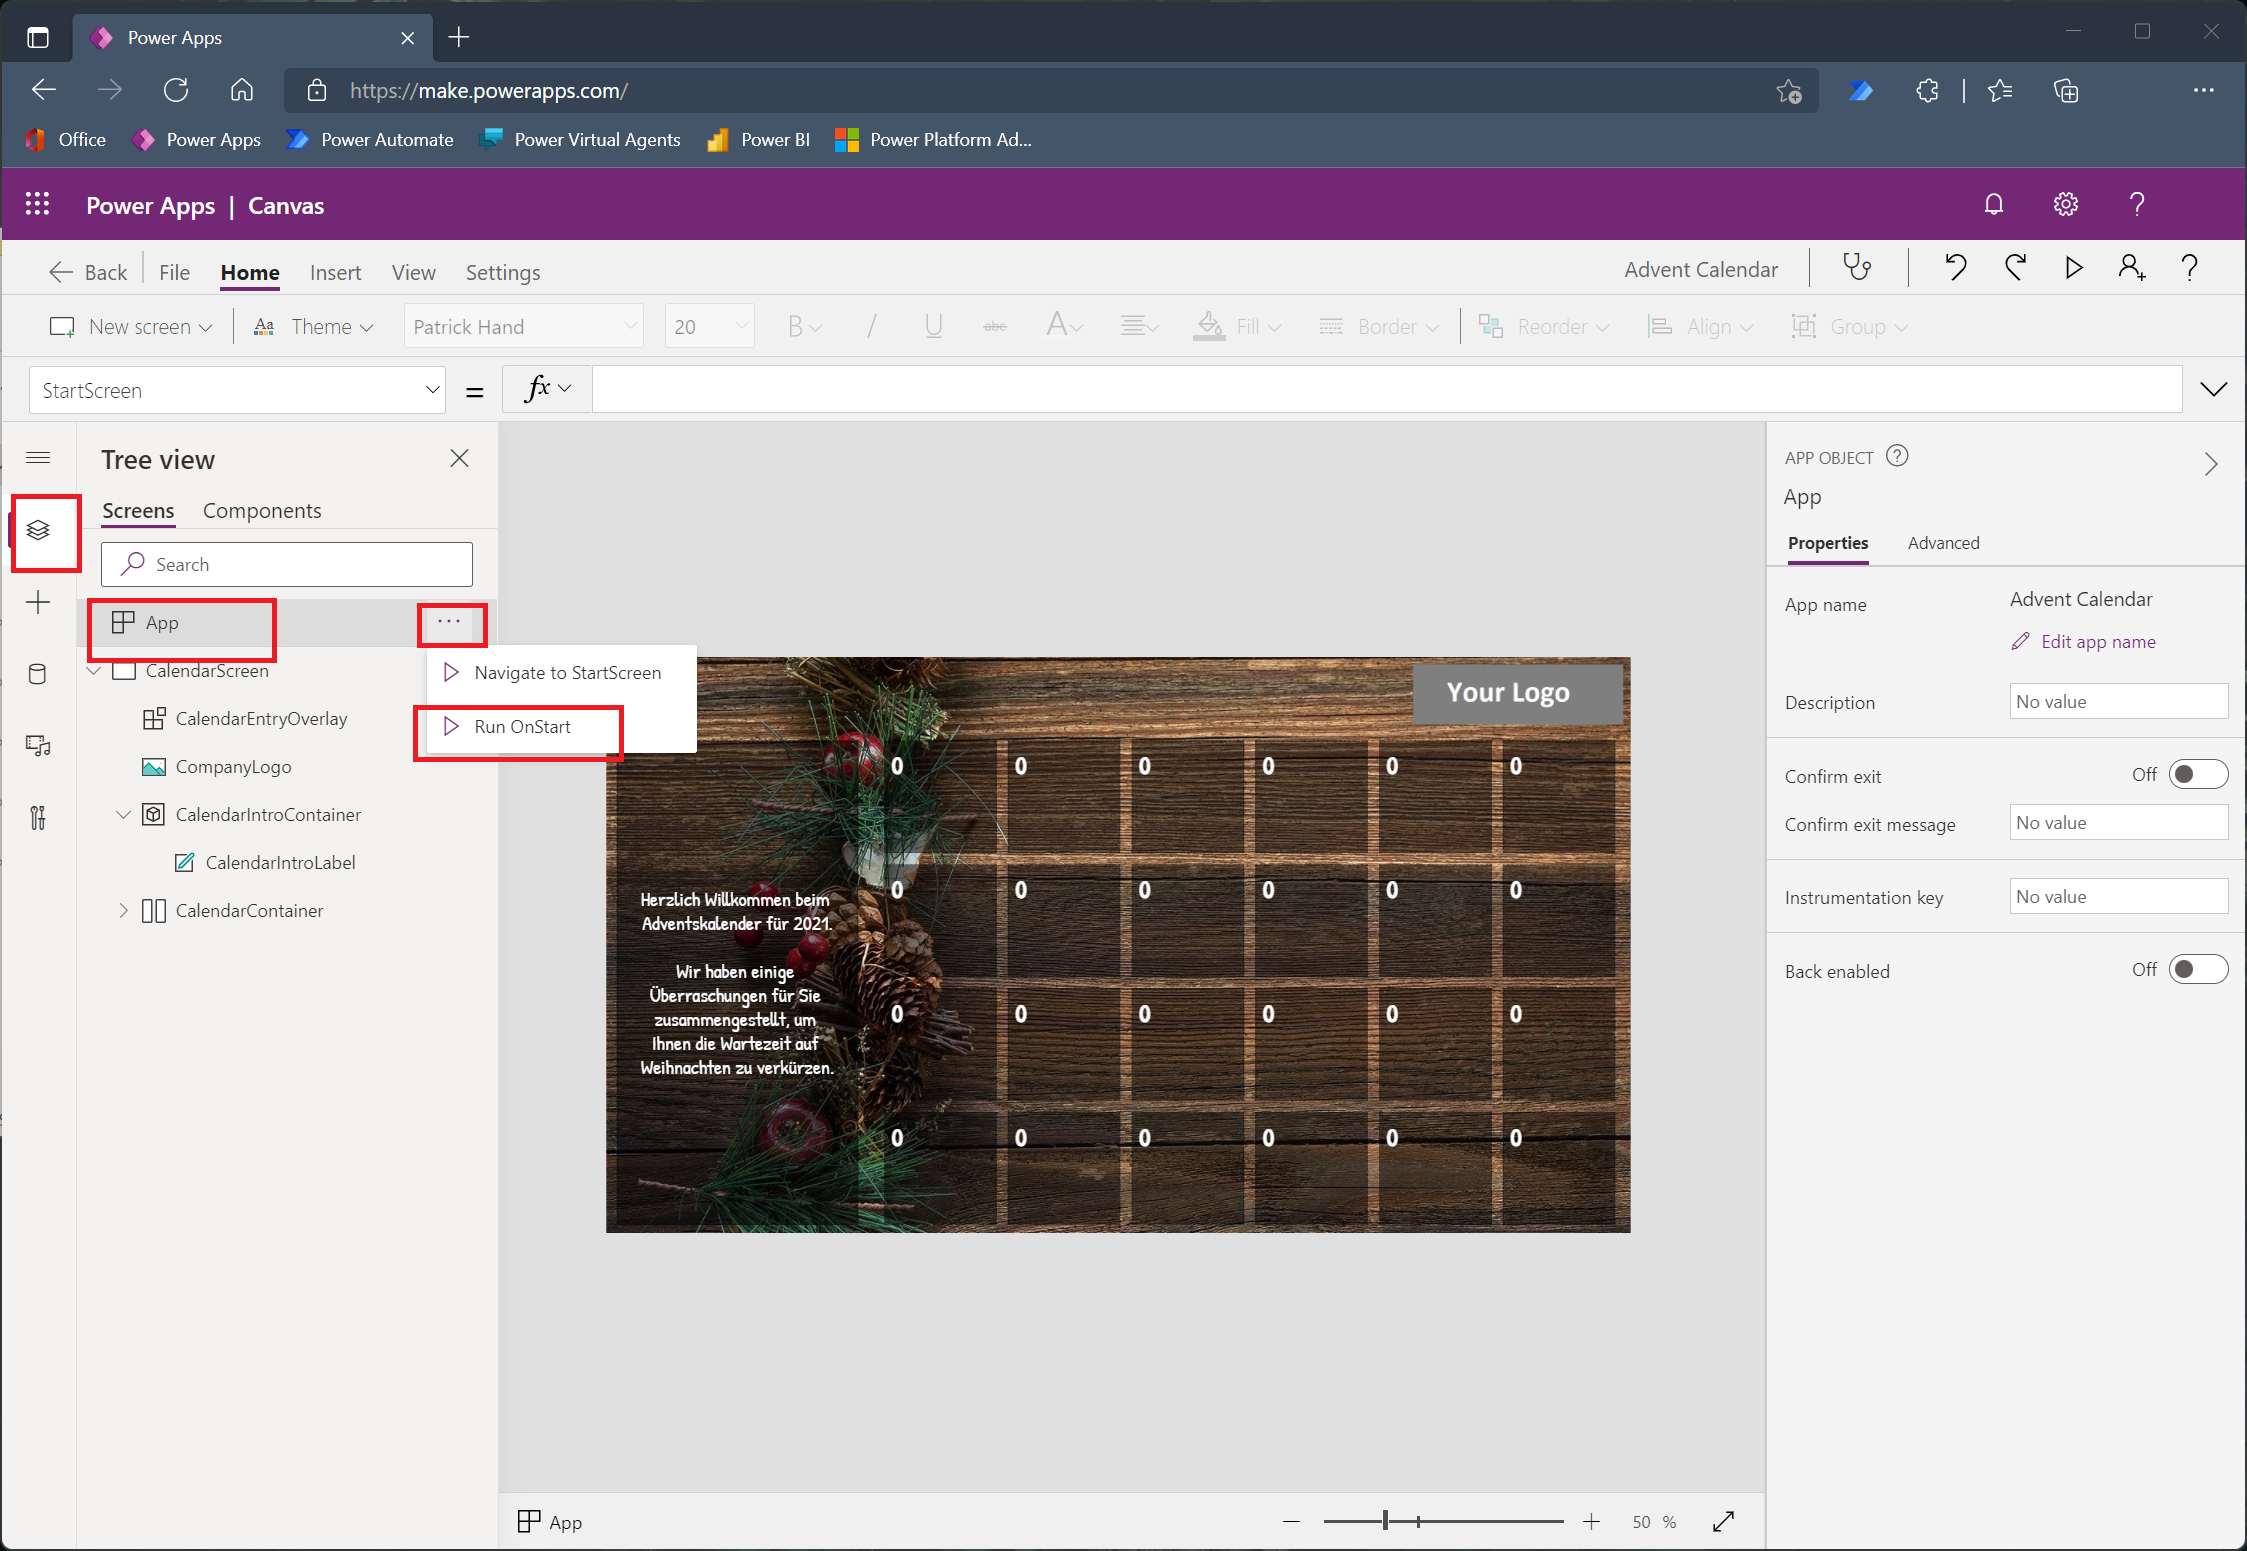 Power Apps
https://make.powerapps.com/
Office Power Apps Power Automate Power Virtual Agents Power BI Power Platform Ad...
Power Apps | Canvas
Back File Home Insert View Settings Advent Calendar
New screen Aa Theme Patrick Hand 20 B / U abc A Fill Border Reorder Align Group
StartScreen = fx
Tree view
Screens Components
Search
App ...
Navigate to StartScreen
Run OnStart
CalendarScreen
CalendarEntryOverlay
CompanyLogo
CalendarIntroContainer
CalendarIntroLabel
CalendarContainer
Your Logo
0 0 0 0 0 0
0 0 0 0 0 0
0 0 0 0 0 0
0 0 0 0 0 0
Herzlich Willkommen beim
Adventskalender für 2021.
Wir haben einige
Überraschungen für Sie
zusammengestellt, um
Ihnen die Wartezeit auf
Weihnachten zu verkürzen.
APP OBJECT ?
App
Properties Advanced
App name Advent Calendar
Edit app name
Description No value
Confirm exit Off
Confirm exit message No value
Instrumentation key No value
Back enabled Off
App 50 %